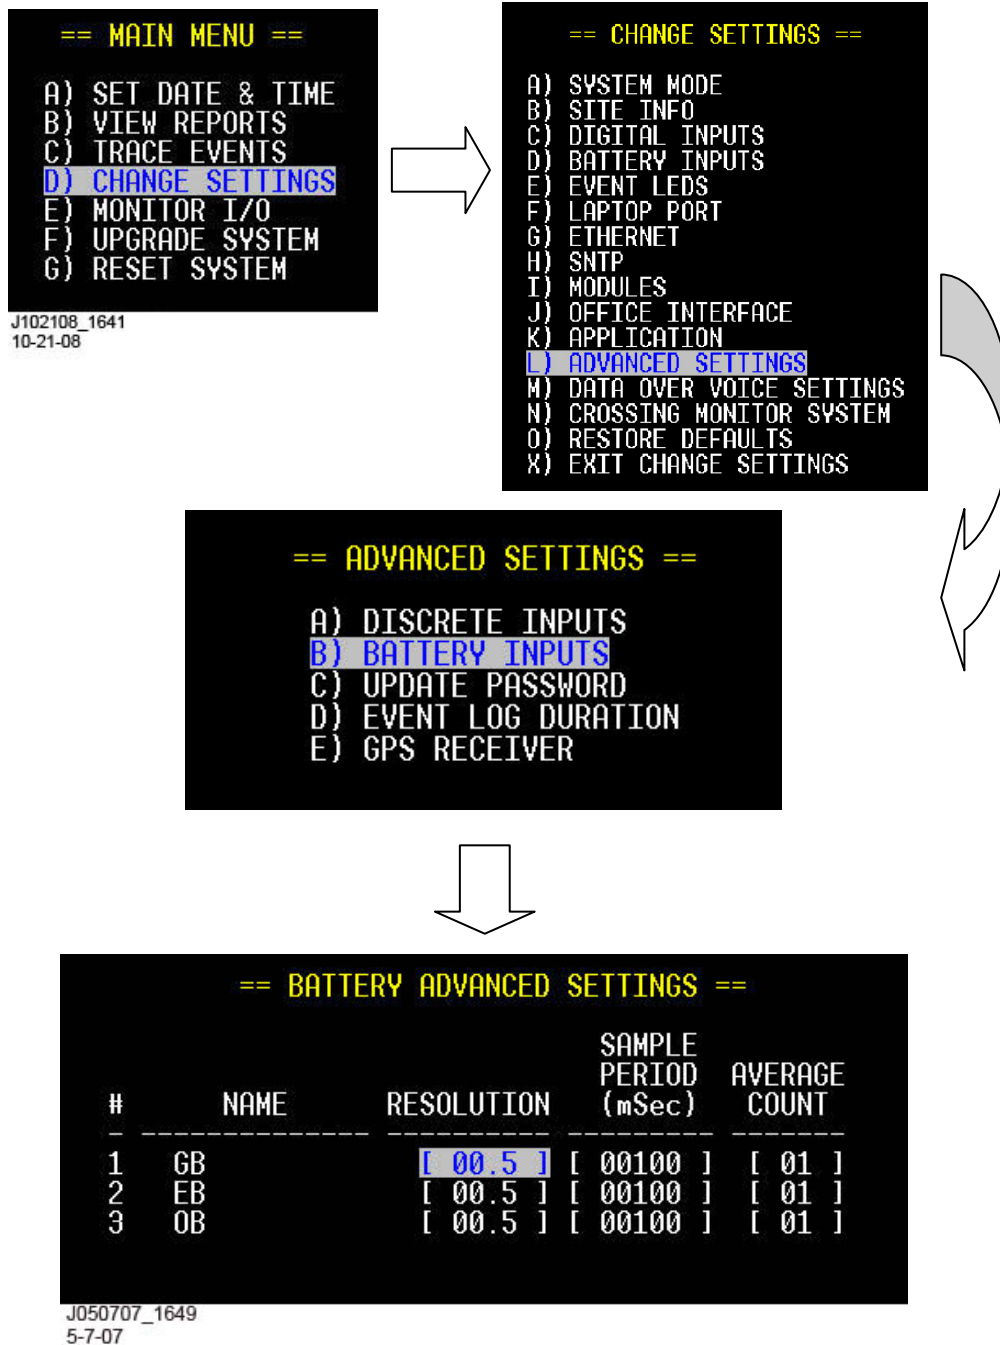 == MAIN MENU ==
A) SET DATE & TIME
B) VIEW REPORTS
C) TRACE EVENTS
D) CHANGE SETTINGS
E) MONITOR I/O
F) UPGRADE SYSTEM
G) RESET SYSTEM
J102108_1641
10-21-08
== CHANGE SETTINGS ==
A) SYSTEM MODE
B) SITE INFO
C) DIGITAL INPUTS
D) BATTERY INPUTS
E) EVENT LEDS
F) LAPTOP PORT
G) ETHERNET
H) SNTP
I) MODULES
J) OFFICE INTERFACE
K) APPLICATION
L) ADVANCED SETTINGS
M) DATA OVER VOICE SETTINGS
N) CROSSING MONITOR SYSTEM
O) RESTORE DEFAULTS
X) EXIT CHANGE SETTINGS
== ADVANCED SETTINGS ==
A) DISCRETE INPUTS
B) BATTERY INPUTS
C) UPDATE PASSWORD
D) EVENT LOG DURATION
E) GPS RECEIVER
== BATTERY ADVANCED SETTINGS ==
SAMPLE
PERIOD AVERAGE
# NAME RESOLUTION (mSec) COUNT
- -------------- ---------- --------- -------
1 GB [ 00.5 ] [ 00100 ] [ 01 ]
2 EB [ 00.5 ] [ 00100 ] [ 01 ]
3 OB [ 00.5 ] [ 00100 ] [ 01 ]
J050707_1649
5-7-07